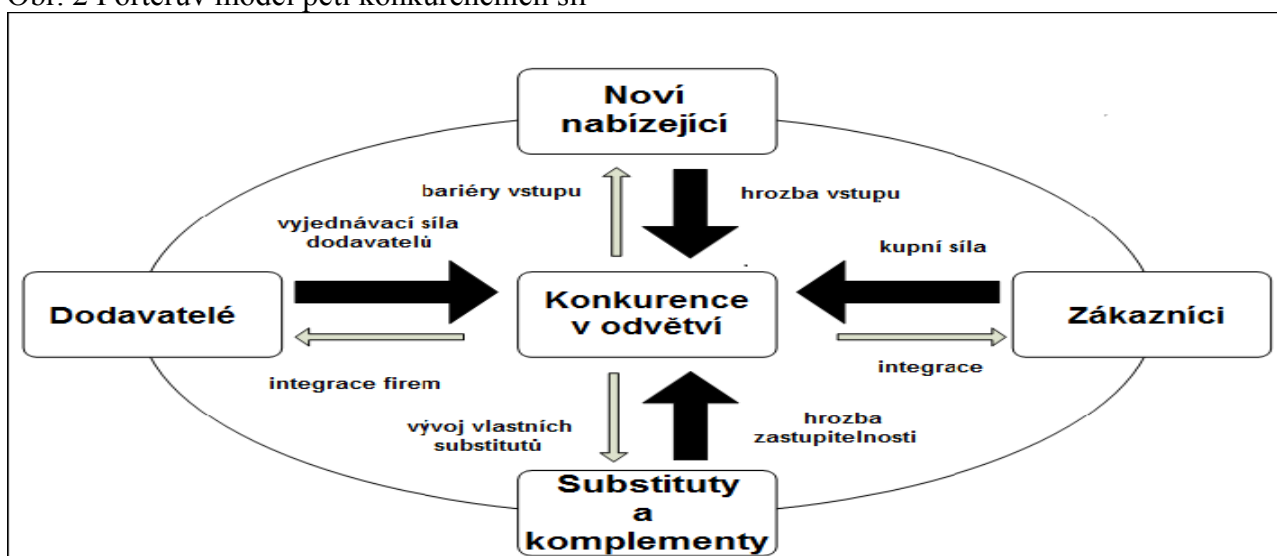 Obr. 2 Porterův model pěti konkurenčních sil
Noví
nabízející
bariéry vstupu
hrozba vstupu
vyjednávací síla
dodavatelů
kupní síla
Dodavatelé
Konkurence
v odvětví
Zákazníci
integrace firem
integrace
vývoj vlastních
substitutů
hrozba
zastupitelnosti
Substituty
a
komplementy